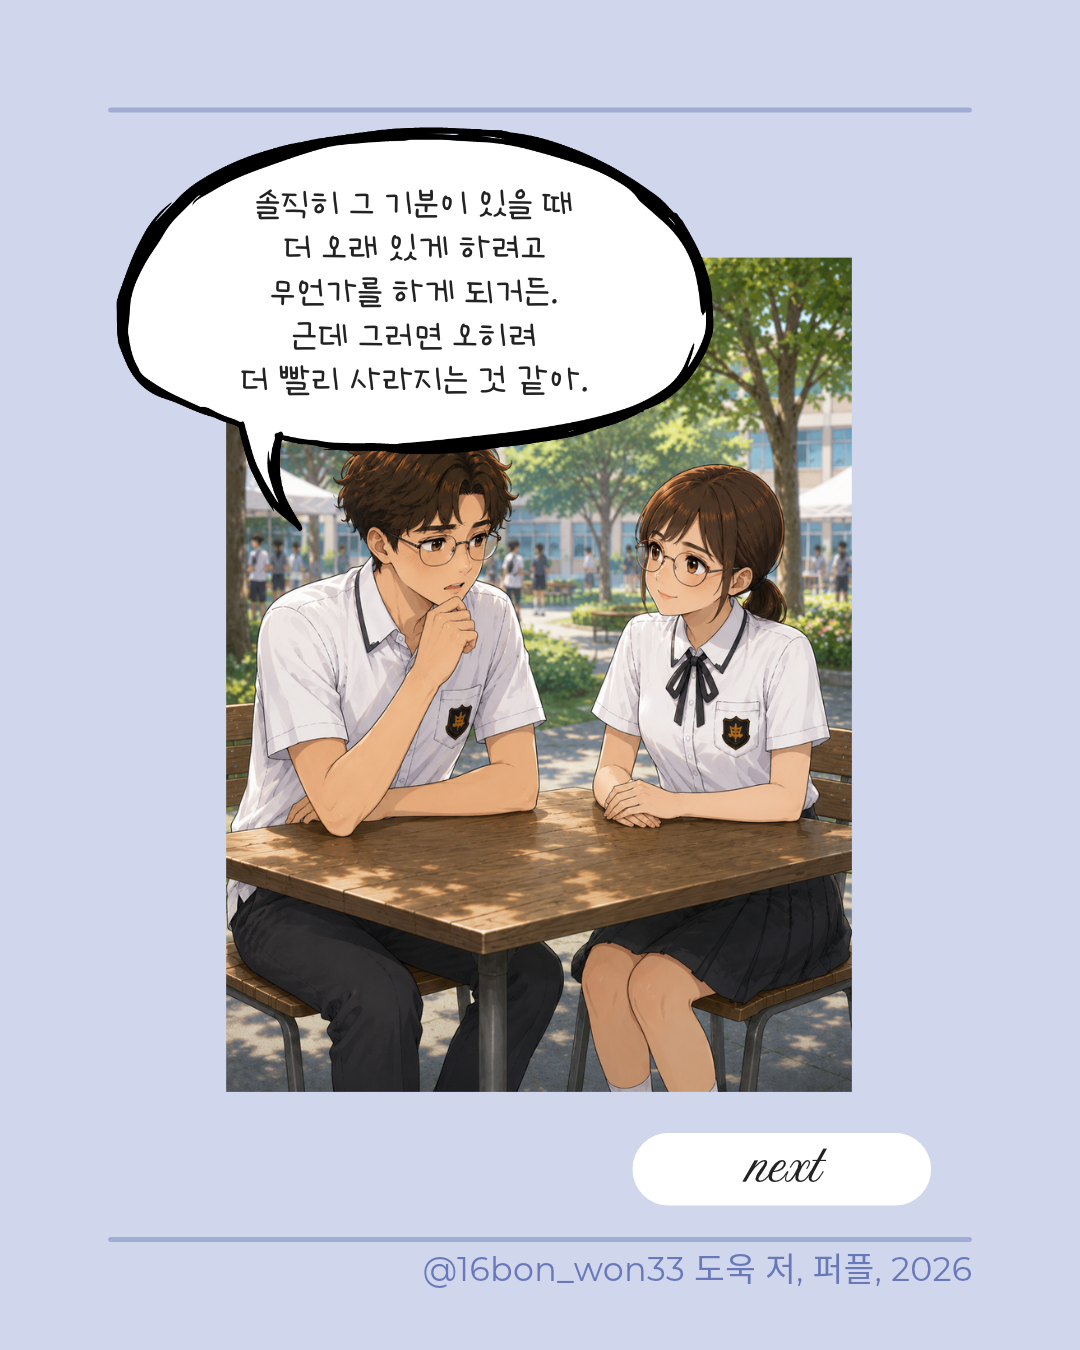 솔직히 그 기분이 있을 때
더 오래 있게 하려고
무언가를 하게 되거든.
근데 그러면 오히려
더 빨리 사라지는 것 같아.
next
@16bon_won33 도욱 저, 퍼플, 2026